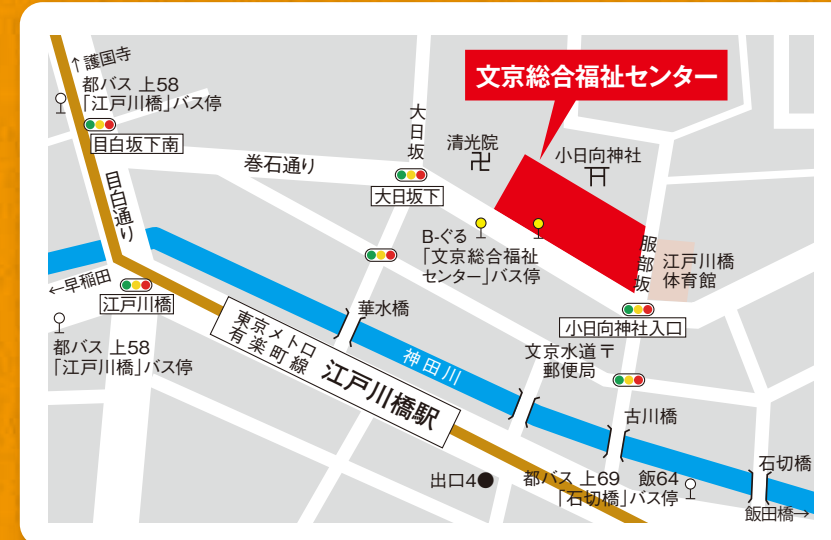 ↑護国寺
都バス 上58
「江戸川橋」バス停
目白坂下南
目白通り
巻石通り
大日坂
大日坂下
清光院
文京総合福祉センター
小日向神社
B-ぐる
「文京総合福祉
センター」バス停
服部坂
江戸川橋
体育館
小日向神社入口
←早稲田
江戸川橋
都バス 上58
「江戸川橋」バス停
華水橋
東京メトロ
有楽町線
江戸川橋駅
神田川
文京水道〒
郵便局
古川橋
出口4●
都バス 上69 飯64
「石切橋」バス停
石切橋
飯田橋→